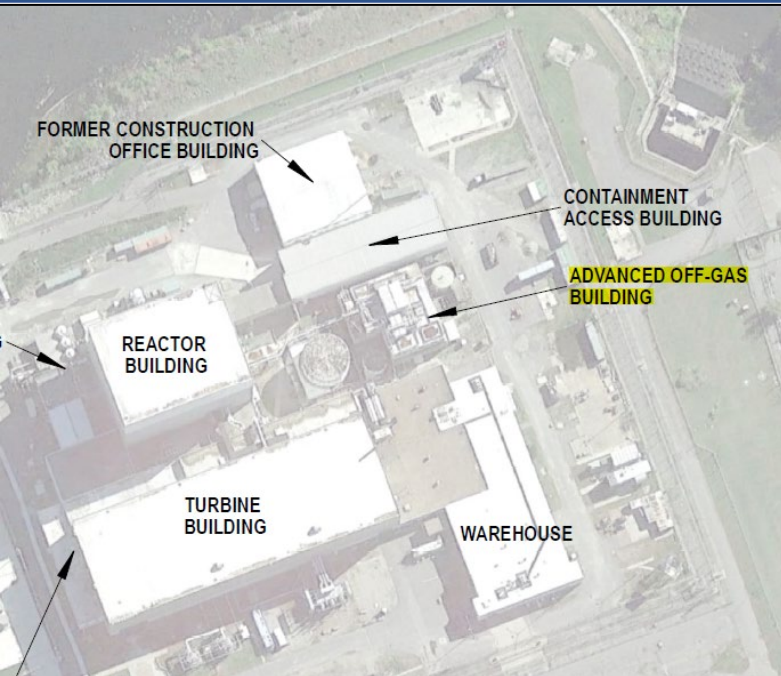 FORMER CONSTRUCTION
OFFICE BUILDING
CONTAINMENT
ACCESS BUILDING
ADVANCED OFF-GAS
BUILDING
REACTOR
BUILDING
TURBINE
BUILDING
WAREHOUSE